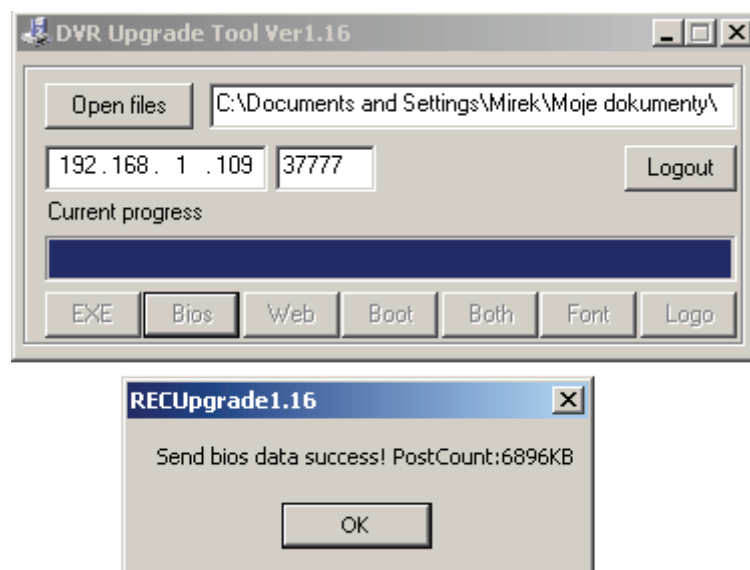 DVR Upgrade Tool Ver1.16
Open files C:\Documents and Settings\Mirek\Moje dokumenty\
192.168. 1 .109 37777 Logout
Current progress
EXE Bios Web Boot Both Font Logo
RECUpgrade1.16
Send bios data success! PostCount:6896KB
OK